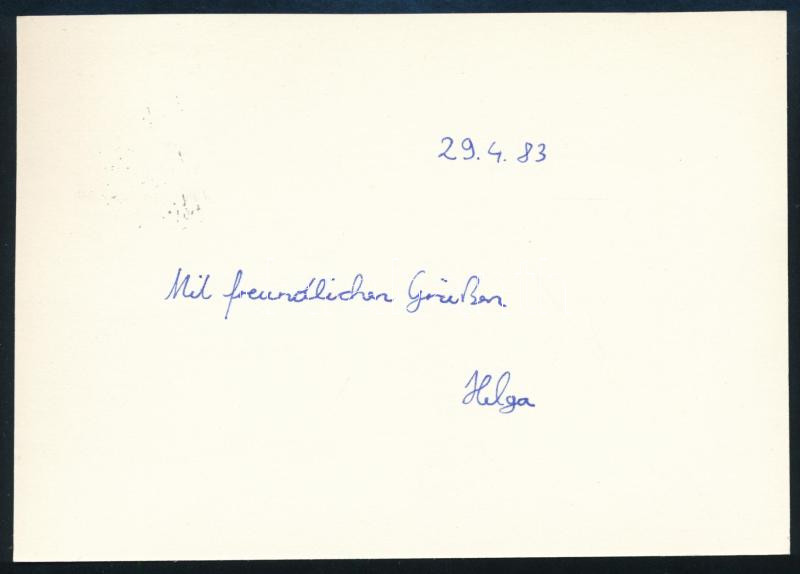 29.4.83
Mit freundlichen Grüßen.
Helga